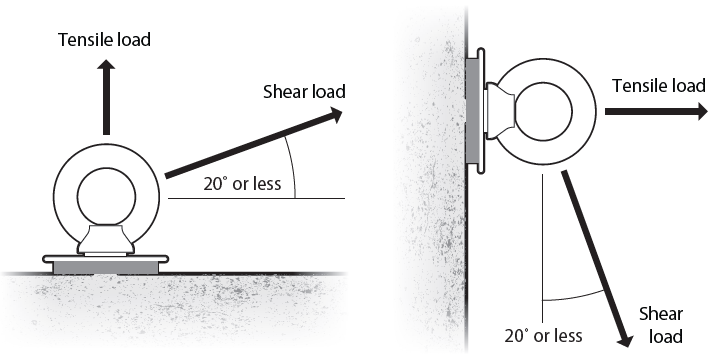 Tensile load
Shear load
20˚ or less
Tensile load
Shear
load
20˚ or less